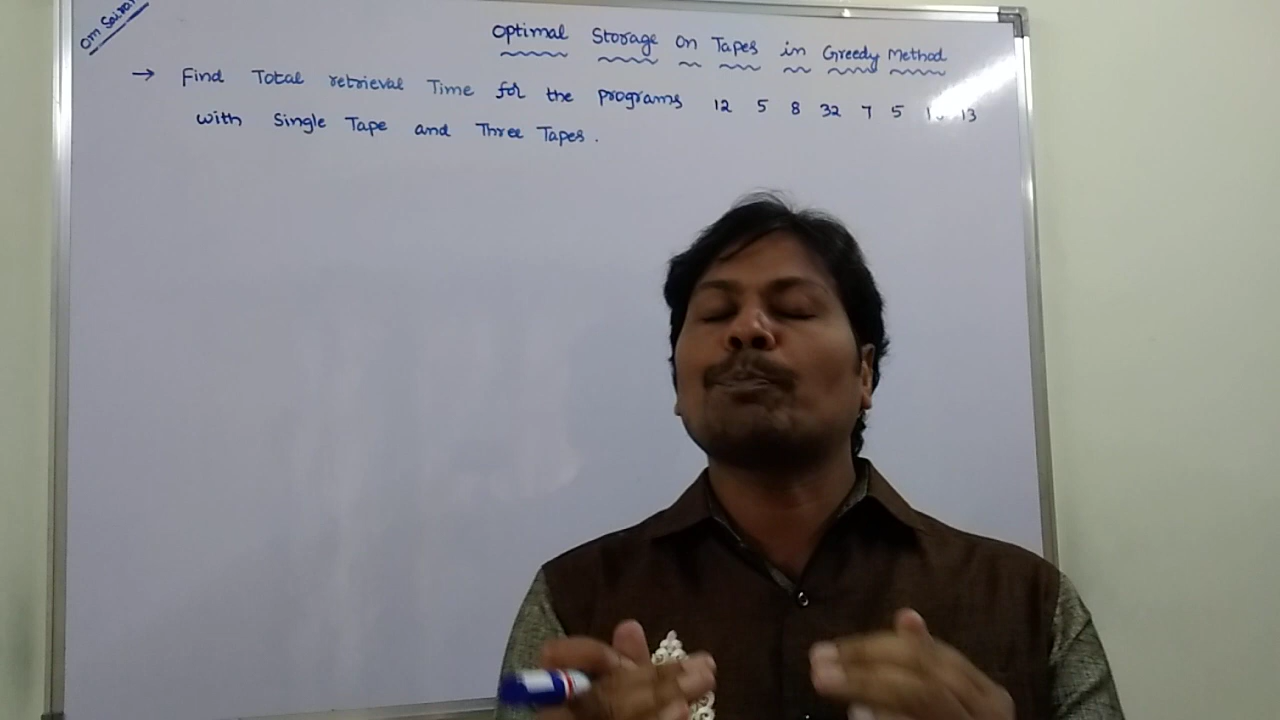 Om Sairam
Optimal Storage on Tapes in Greedy Method
→ Find Total retrieval Time for the programs 12 5 8 32 7 5 13
with Single Tape and Three Tapes.